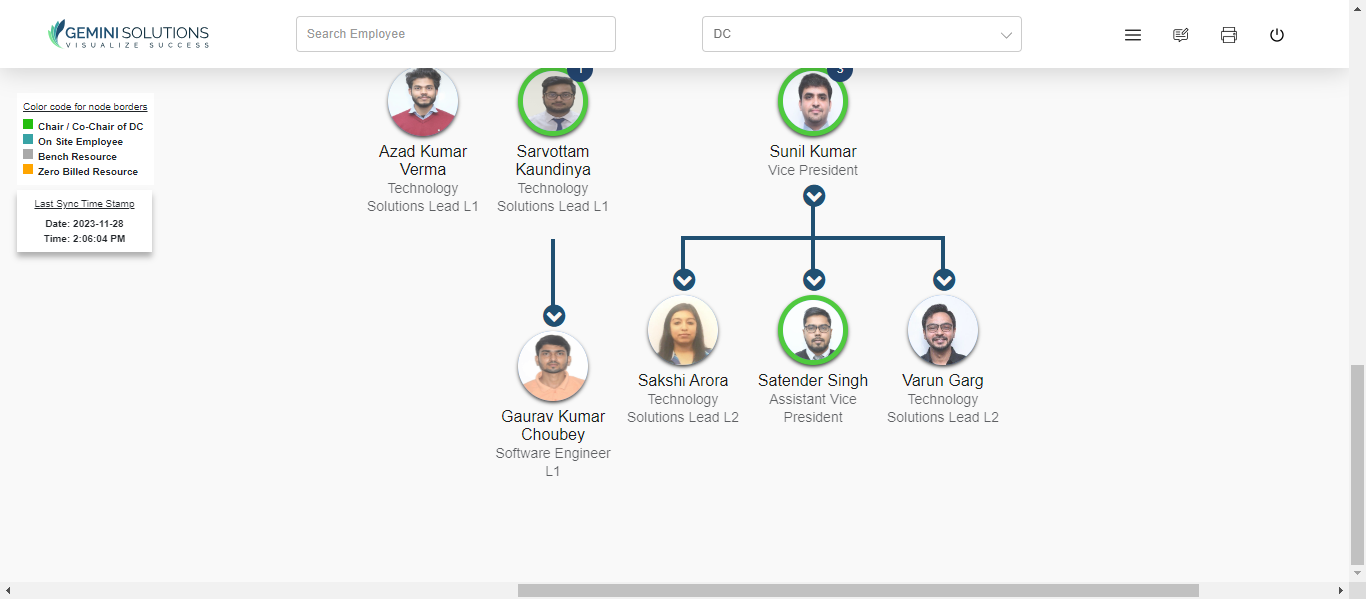 GEMINI SOLUTIONS
VISUALIZE SUCCESS
Search Employee
DC
Color code for node borders
Chair / Co-Chair of DC
On Site Employee
Bench Resource
Zero Billed Resource
Last Sync Time Stamp
Date: 2023-11-28
Time: 2:06:04 PM
Azad Kumar
Verma
Technology
Solutions Lead L1
1
Sarvottam
Kaundinya
Technology
Solutions Lead L1
3
Sunil Kumar
Vice President
Gaurav Kumar
Choubey
Software Engineer
L1
Sakshi Arora
Technology
Solutions Lead L2
Satender Singh
Assistant Vice
President
Varun Garg
Technology
Solutions Lead L2